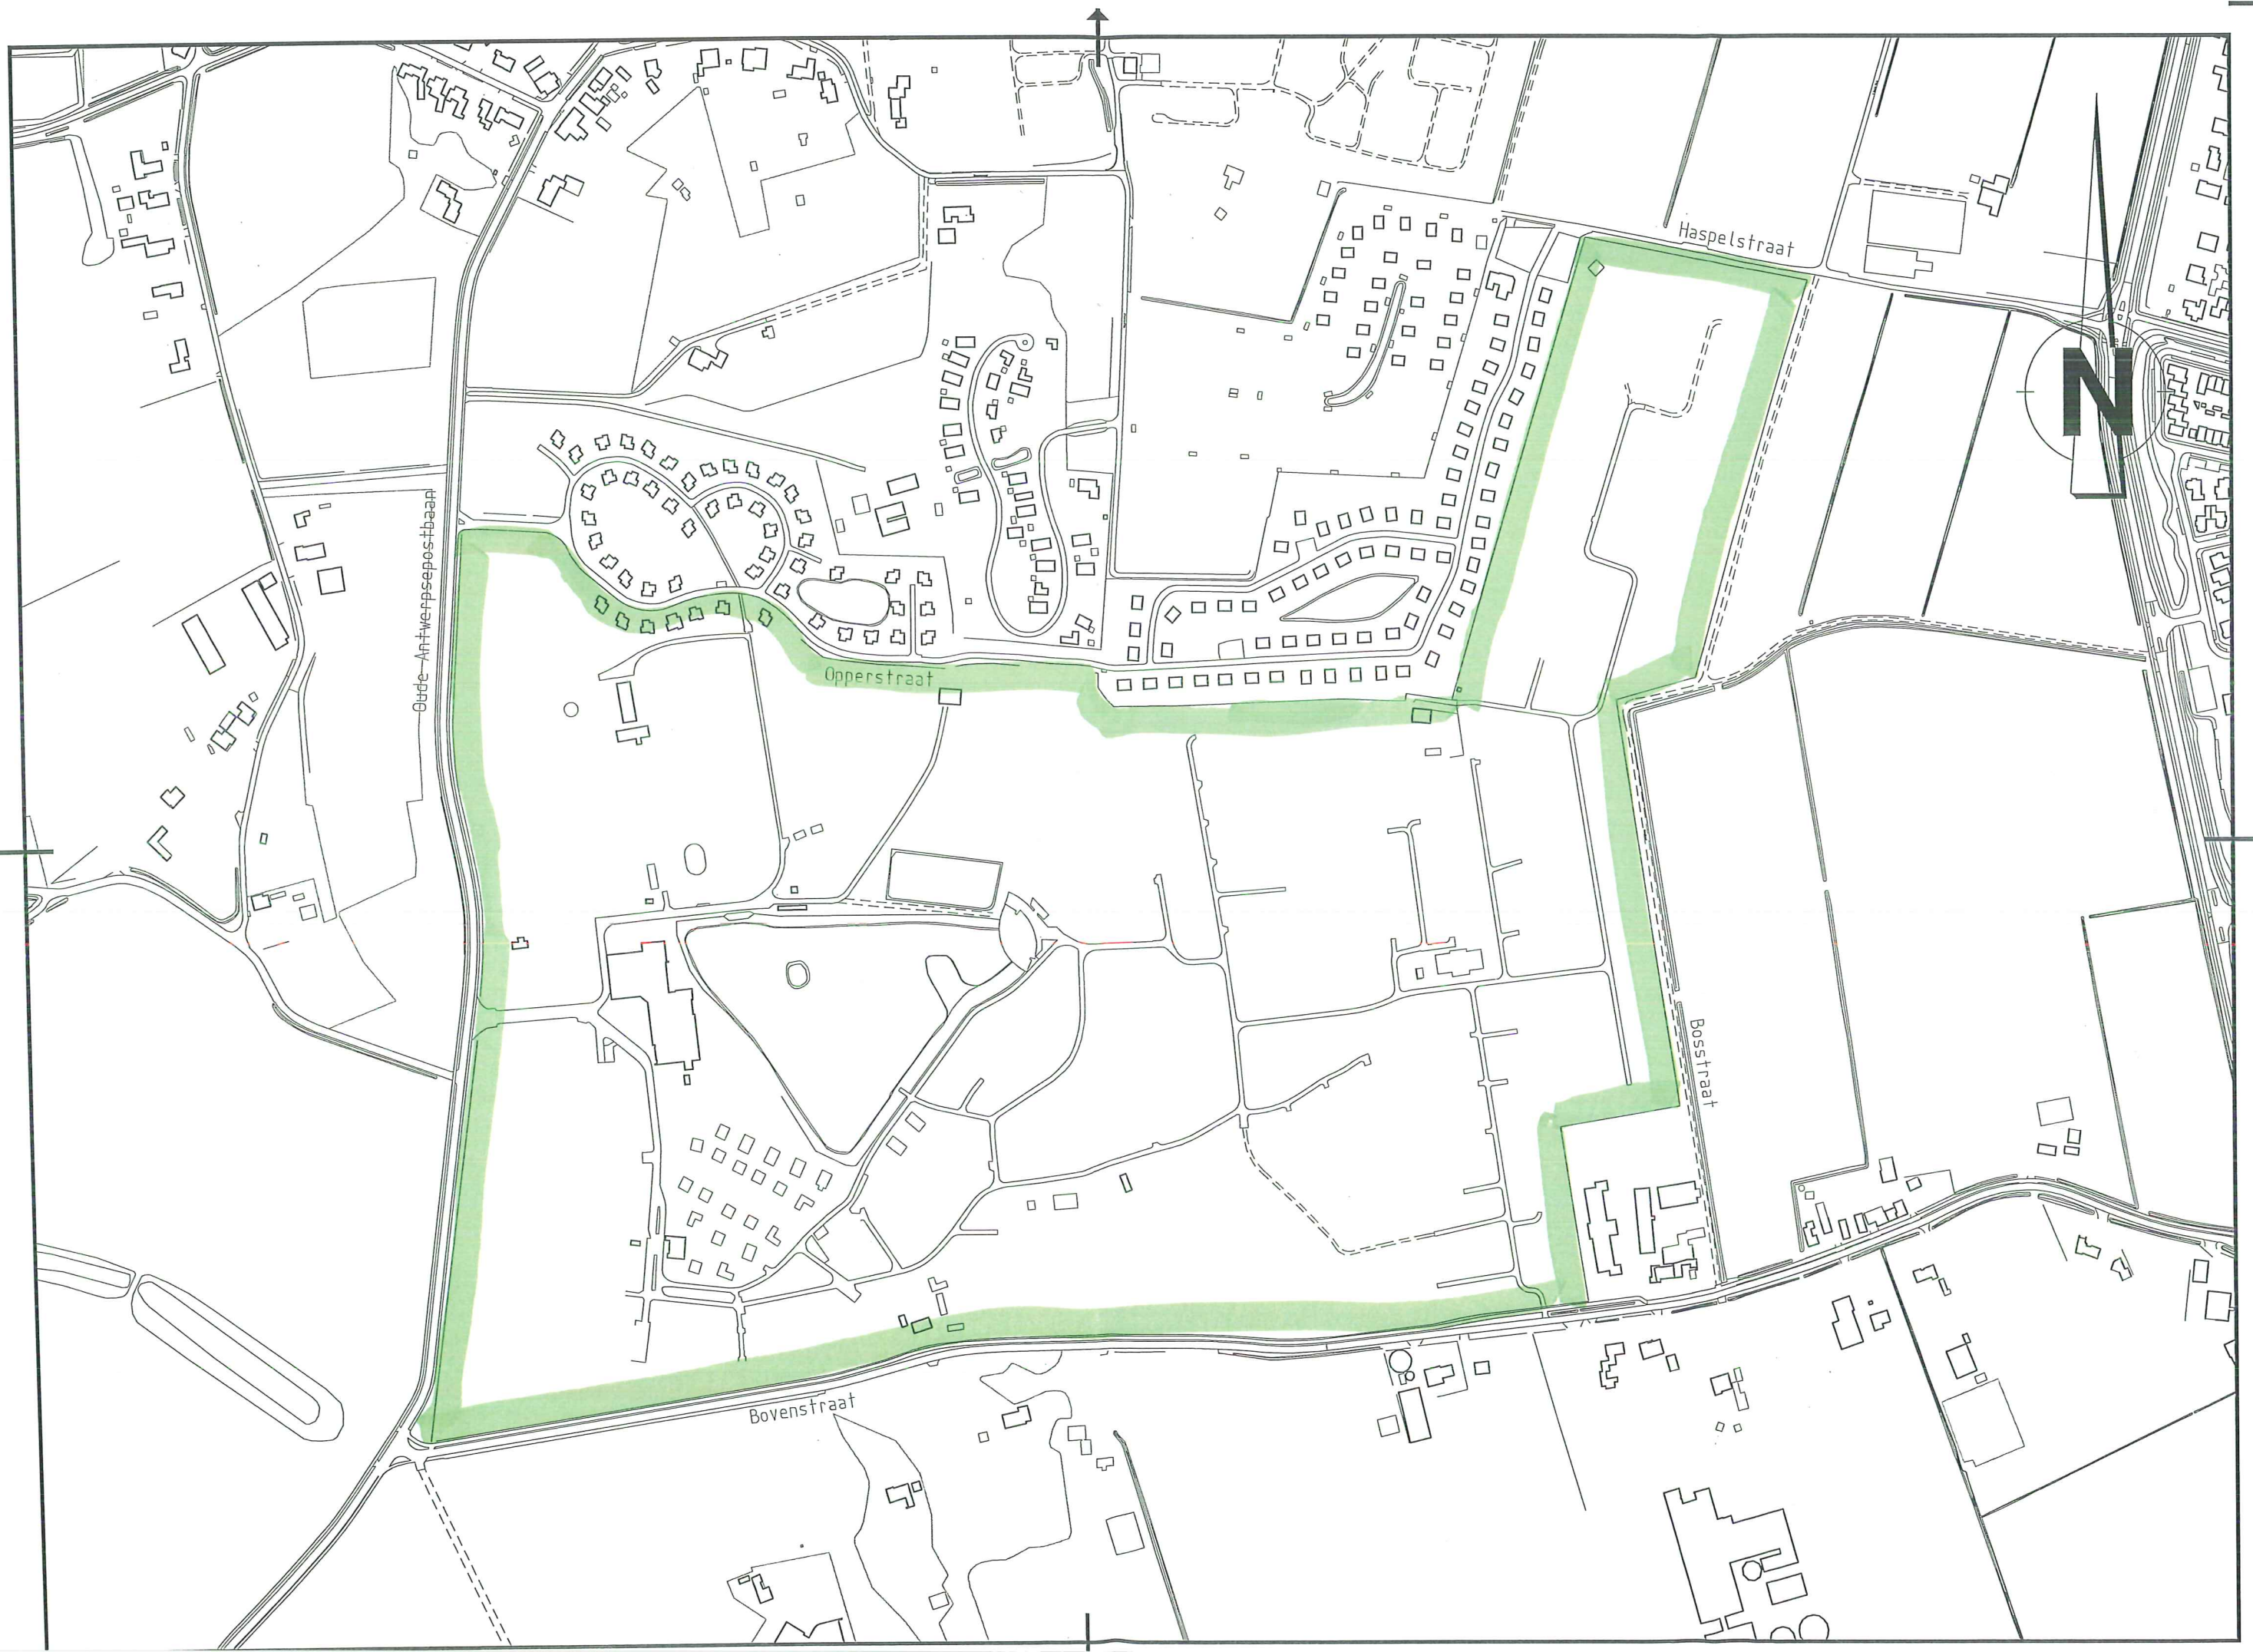 Haspelstraat
N
Oude Antwerpsepostbaan
Opperstraat
Bosstraat
Bovenstraat